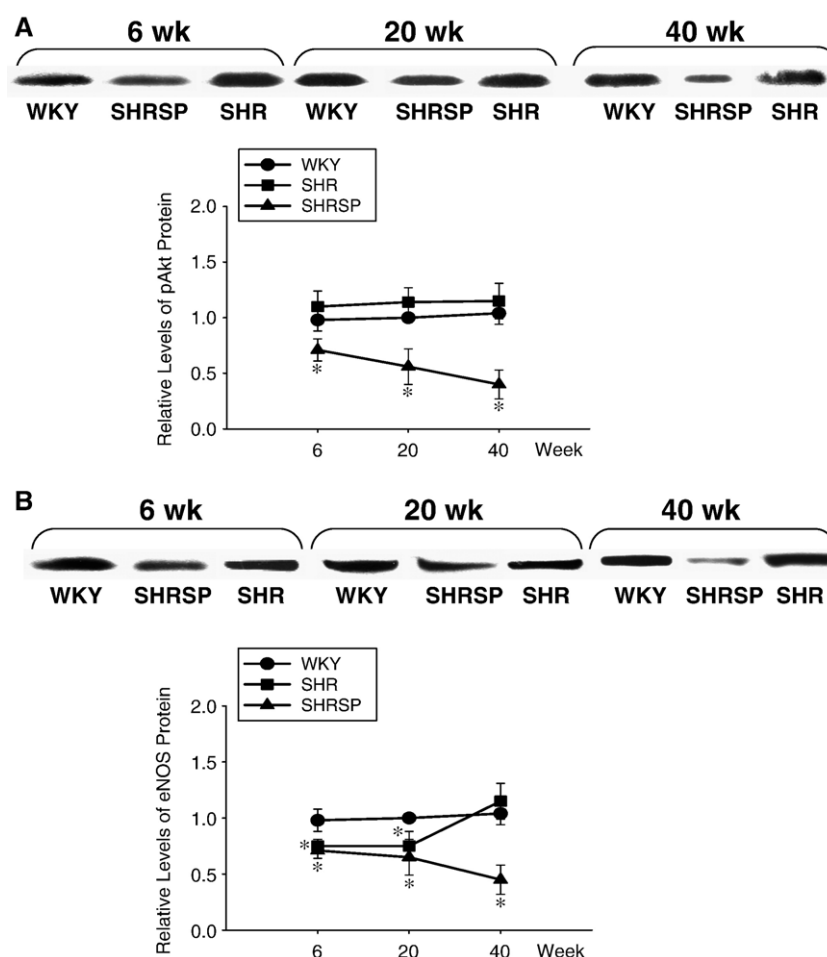 A
6 wk 20 wk 40 wk
WKY SHRSP SHR WKY SHRSP SHR WKY SHRSP SHR
WKY
SHR
SHRSP
Relative Levels of pAkt Protein
2.0
1.5
1.0
0.5
0.0
* * *
6 20 40 Week
B
6 wk 20 wk 40 wk
WKY SHRSP SHR WKY SHRSP SHR WKY SHRSP SHR
WKY
SHR
SHRSP
Relative Levels of eNOS Protein
2.0
1.5
1.0
0.5
0.0
* *
* * *
6 20 40 Week